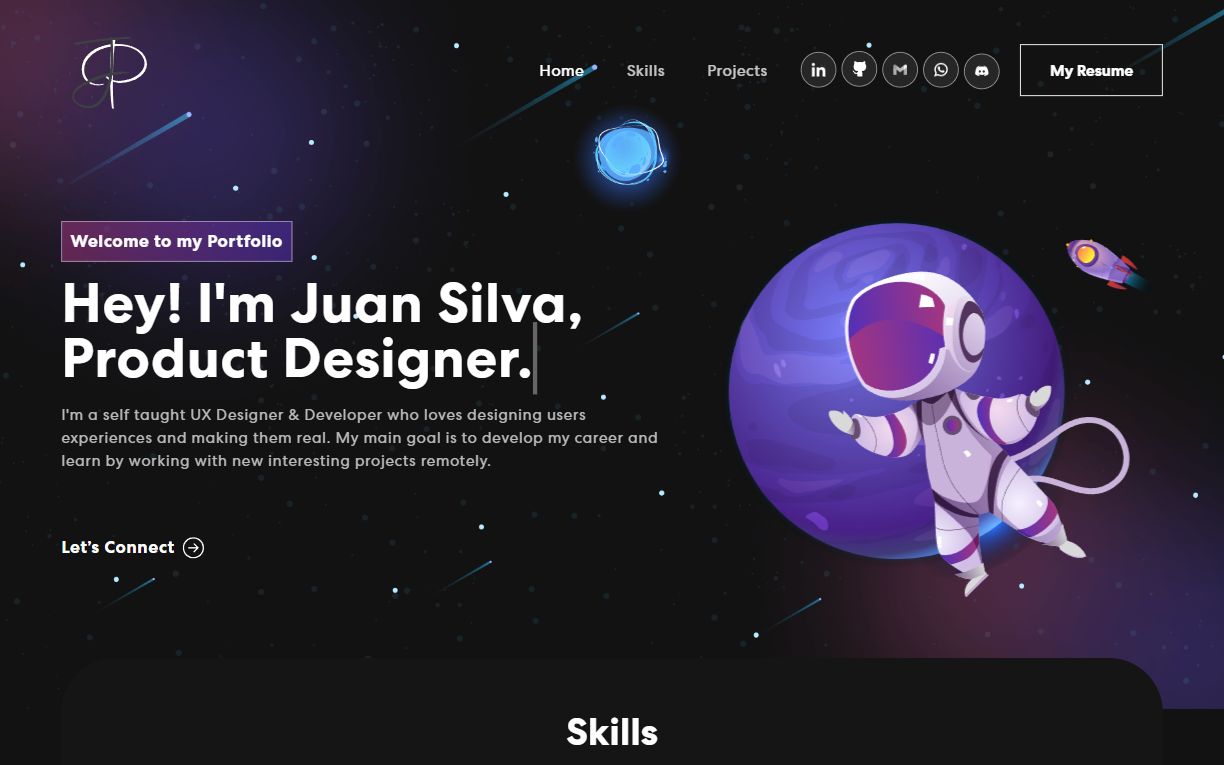 Home
Skills
Projects
My Resume
Welcome to my Portfolio
Hey! I'm Juan Silva,
Product Designer.
I'm a self taught UX Designer & Developer who loves designing users
experiences and making them real. My main goal is to develop my career and
learn by working with new interesting projects remotely.
Let's Connect
Skills